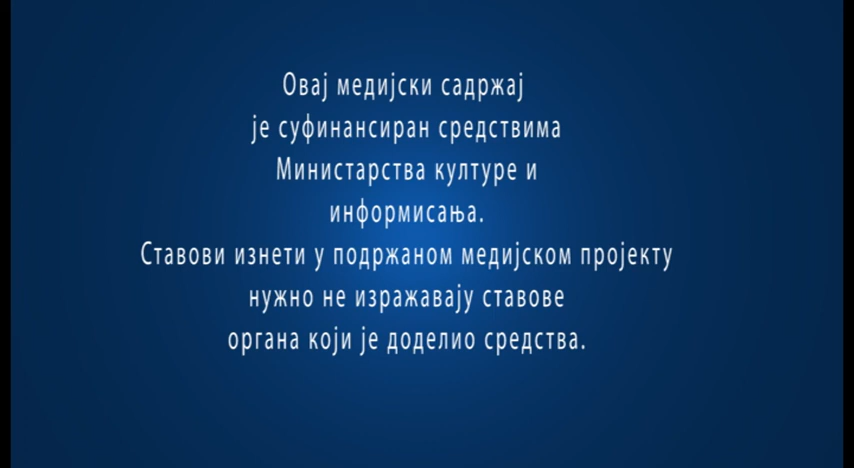 Овај медијски садржај
је суфинансиран средствима
Министарства културе и
информисања.
Ставови изнети у подржаном медијском пројекту
нужно не изражавају ставове
органа који је доделио средства.